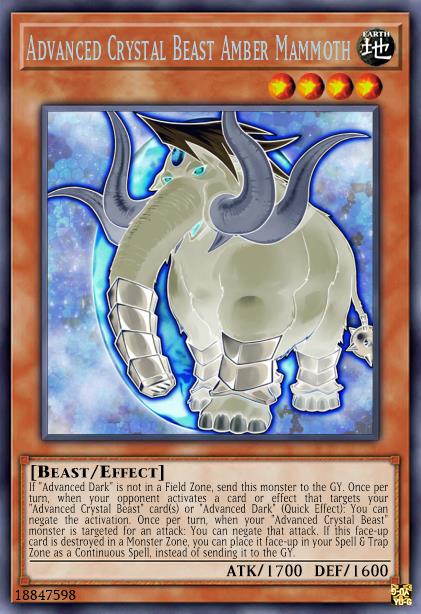 ADVANCED CRYSTAL BEAST AMBER MAMMOTH
EARTH
地
[BEAST/EFFECT]
If "Advanced Dark" is not in a Field Zone, send this monster to the GY. Once per
turn, when your opponent activates a card or effect that targets your
"Advanced Crystal Beast" card(s) or "Advanced Dark" (Quick Effect): You can
negate the activation. Once per turn, when your "Advanced Crystal Beast"
monster is targeted for an attack: You can negate that attack. If this face-up
card is destroyed in a Monster Zone, you can place it face-up in your Spell & Trap
Zone as a Continuous Spell, instead of sending it to the GY.
ATK/1700 DEF/1600
18847598